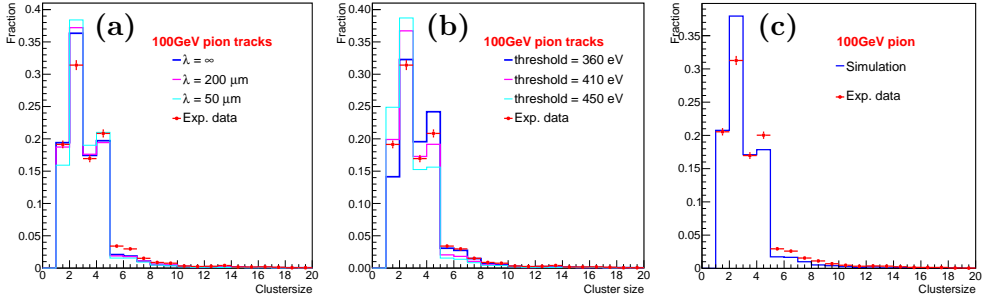 (a)
Fraction
100GeV pion tracks
λ = ∞
λ = 200 μm
λ = 50 μm
Exp. data
0.40
0.35
0.30
0.25
0.20
0.15
0.10
0.05
0
0 2 4 6 8 10 12 14 16 18 20
Clustersize
(b)
Fraction
100GeV pion tracks
threshold = 360 eV
threshold = 410 eV
threshold = 450 eV
Exp. data
0.40
0.35
0.30
0.25
0.20
0.15
0.10
0.05
0.00
0 2 4 6 8 10 12 14 16 18 20
Cluster size
(c)
Fraction
100GeV pion
Simulation
Exp. data
0.4
0.35
0.3
0.25
0.2
0.15
0.1
0.05
0
0 2 4 6 8 10 12 14 16 18 20
Clustersize